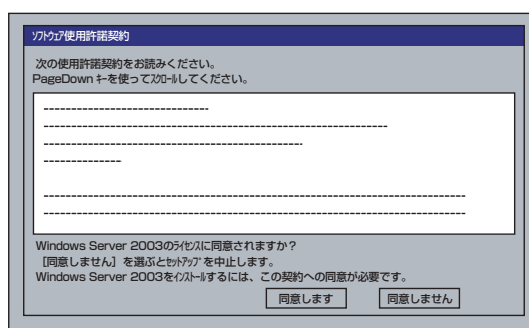 ソフトウェア使用許諾契約
次の使用許諾契約をお読みください。
PageDown キーを使ってスクロールしてください。
------------------------------
---------------------------------------------------------------
-----------------------------------------------
--------------
-----------------------------------------------------------------------------
-----------------------------------------------------------------------------
Windows Server 2003のライセンスに同意されますか?
[同意しません] を選ぶとセットアップを中止します。
Windows Server 2003をインストールするには、この契約への同意が必要です。
同意します
同意しません